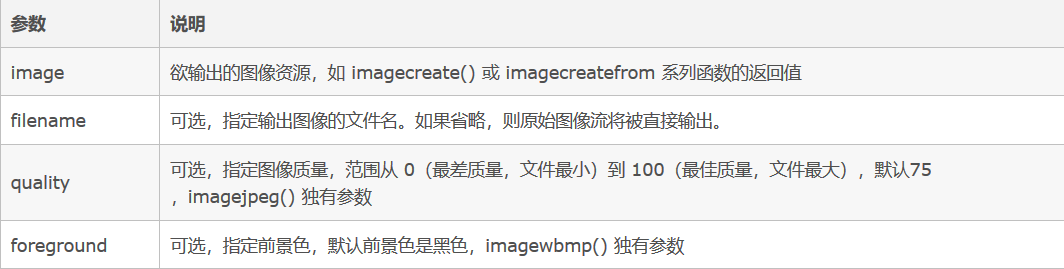 参数 说明
image 欲输出的图像资源，如 imagecreate() 或 imagecreatefrom 系列函数的返回值
filename 可选，指定输出图像的文件名。如果省略，则原始图像流将被直接输出。
quality 可选，指定图像质量，范围从 0（最差质量，文件最小）到 100（最佳质量，文件最大），默认75
，imagejpeg() 独有参数
foreground 可选，指定前景色，默认前景色是黑色，imagewbmp() 独有参数